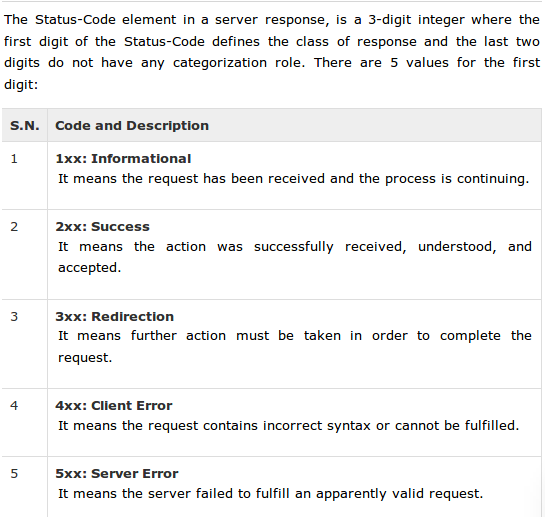 The Status-Code element in a server response, is a 3-digit integer where the
first digit of the Status-Code defines the class of response and the last two
digits do not have any categorization role. There are 5 values for the first
digit:
S.N. Code and Description
1 1xx: Informational
It means the request has been received and the process is continuing.
2 2xx: Success
It means the action was successfully received, understood, and
accepted.
3 3xx: Redirection
It means further action must be taken in order to complete the
request.
4 4xx: Client Error
It means the request contains incorrect syntax or cannot be fulfilled.
5 5xx: Server Error
It means the server failed to fulfill an apparently valid request.